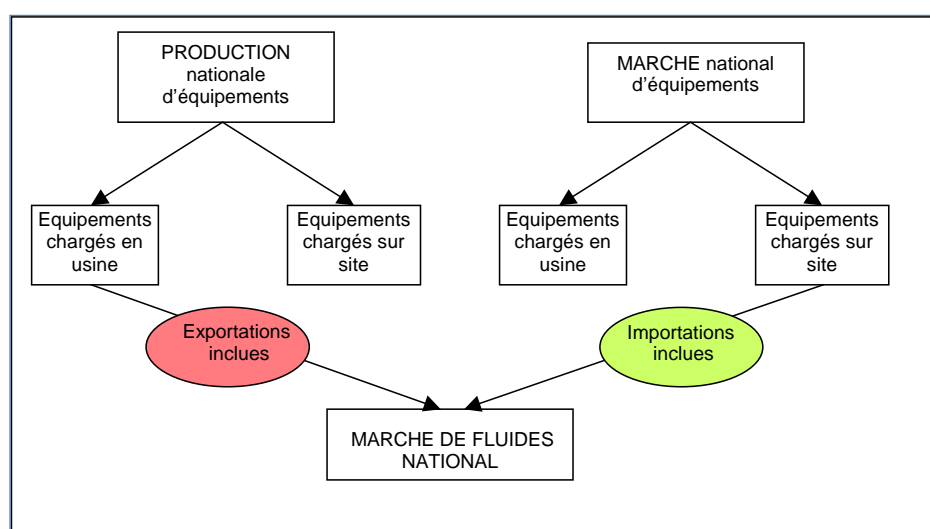 PRODUCTION
nationale
d'équipements
MARCHE national
d'équipements
Equipements
chargés en
usine
Equipements
chargés sur
site
Equipements
chargés en
usine
Equipements
chargés sur
site
Exportations
inclues
Importations
inclues
MARCHE DE FLUIDES
NATIONAL